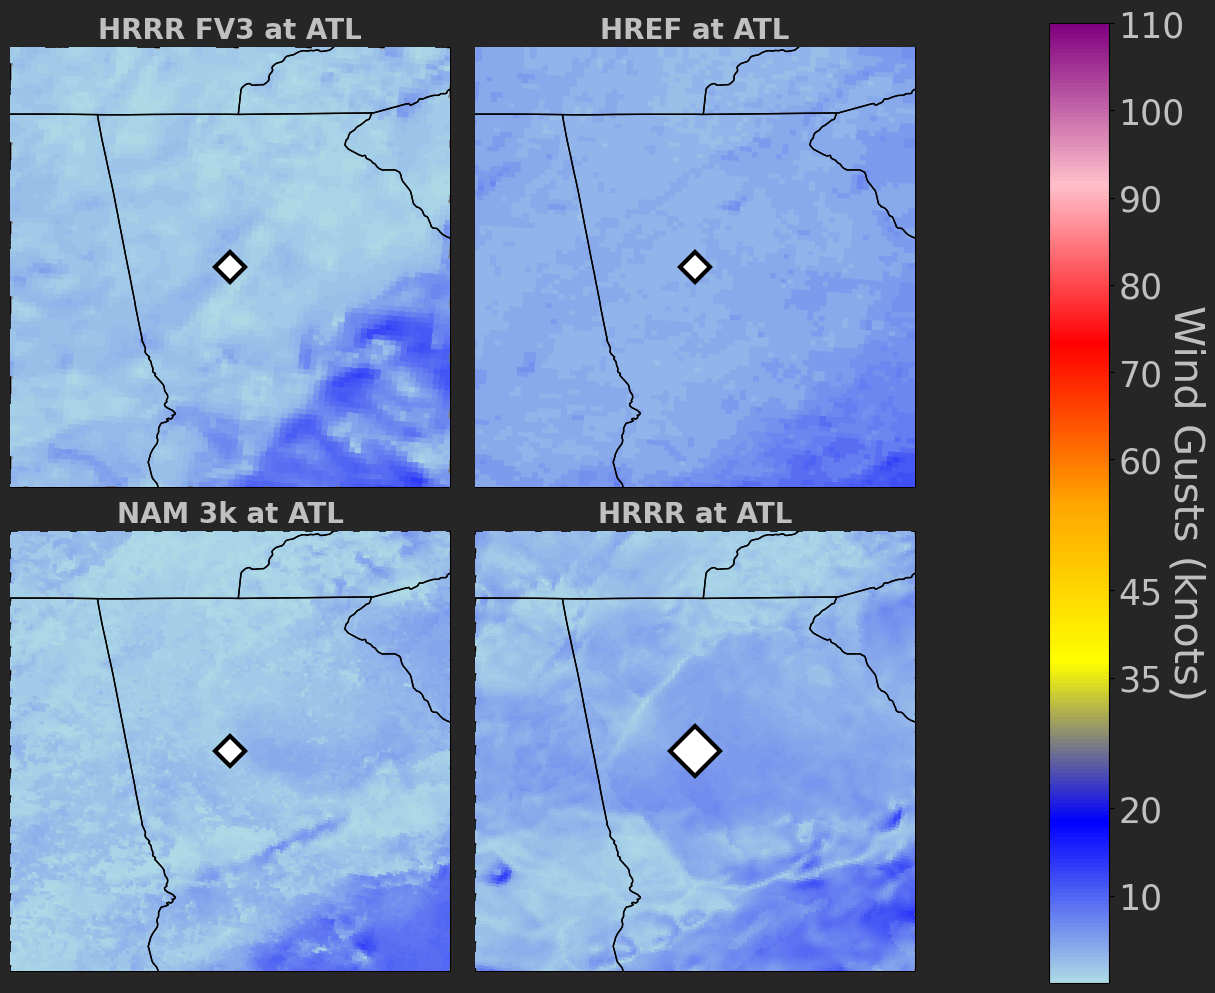 HRRR FV3 at ATL
HREF at ATL
NAM 3k at ATL
HRRR at ATL
110
100
90
80
70
60
45
35
20
10
Wind Gusts (knots)